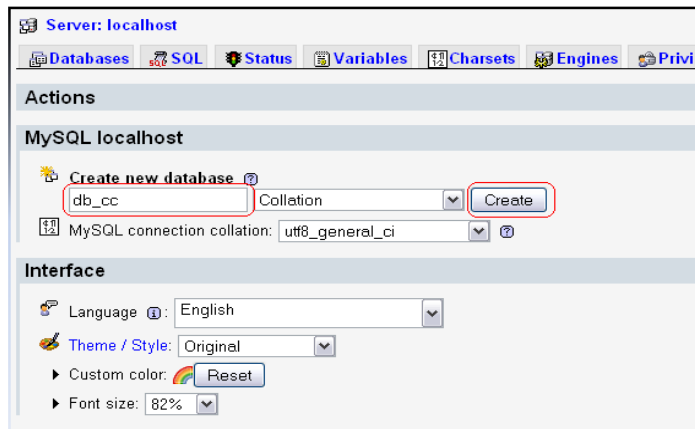 Server: localhost
Databases SQL Status Variables Charsets Engines Privi
Actions
MySQL localhost
Create new database
db_cc Collation Create
MySQL connection collation: utf8_general_ci
Interface
Language : English
Theme / Style: Original
Custom color: Reset
Font size: 82%